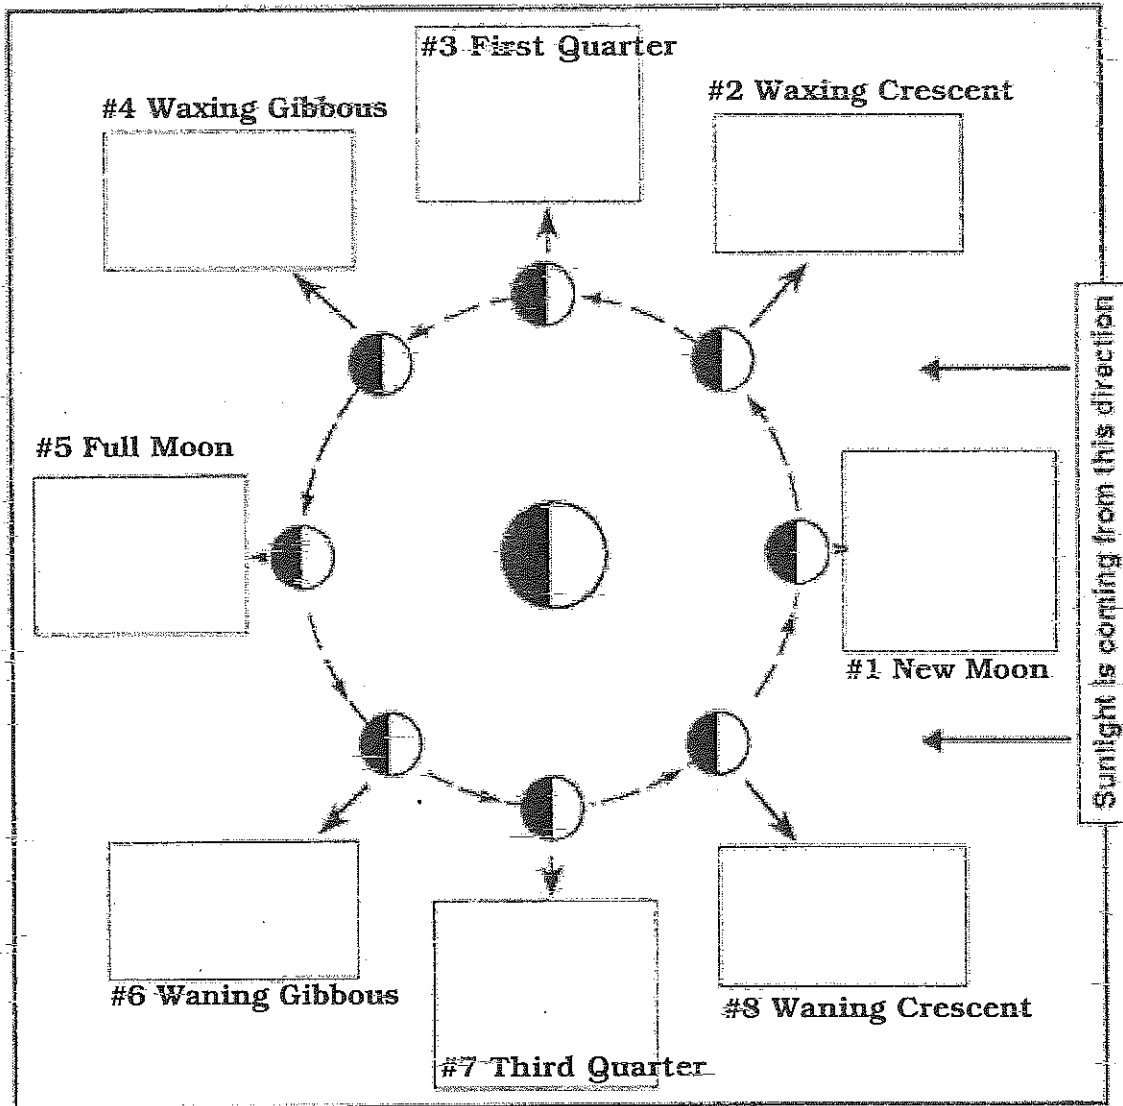 #3 First Quarter
#2 Waxing Crescent
#4 Waxing Gibbous
#5 Full Moon
#1 New Moon
Sunlight is coming from this direction
#6 Waning Gibbous
#8 Waning Crescent
#7 Third Quarter